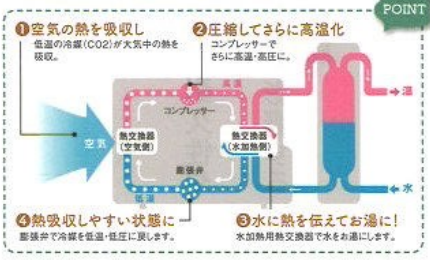 POINT
❶空気の熱を吸収し
低温の冷媒(CO2)が大気中の熱を
吸収。
❷圧縮してさらに高温化
コンプレッサーで
さらに高温・高圧に。
高温
コンプレッサー
空気
熱交換器
(空気側)
熱交換器
(水加熱側)
湯
膨張弁
低温
水
❹熱吸収しやすい状態に
膨張弁で冷媒を低温・低圧に戻します。
❸水に熱を伝えてお湯に!
水加熱用熱交換器で水をお湯にします。